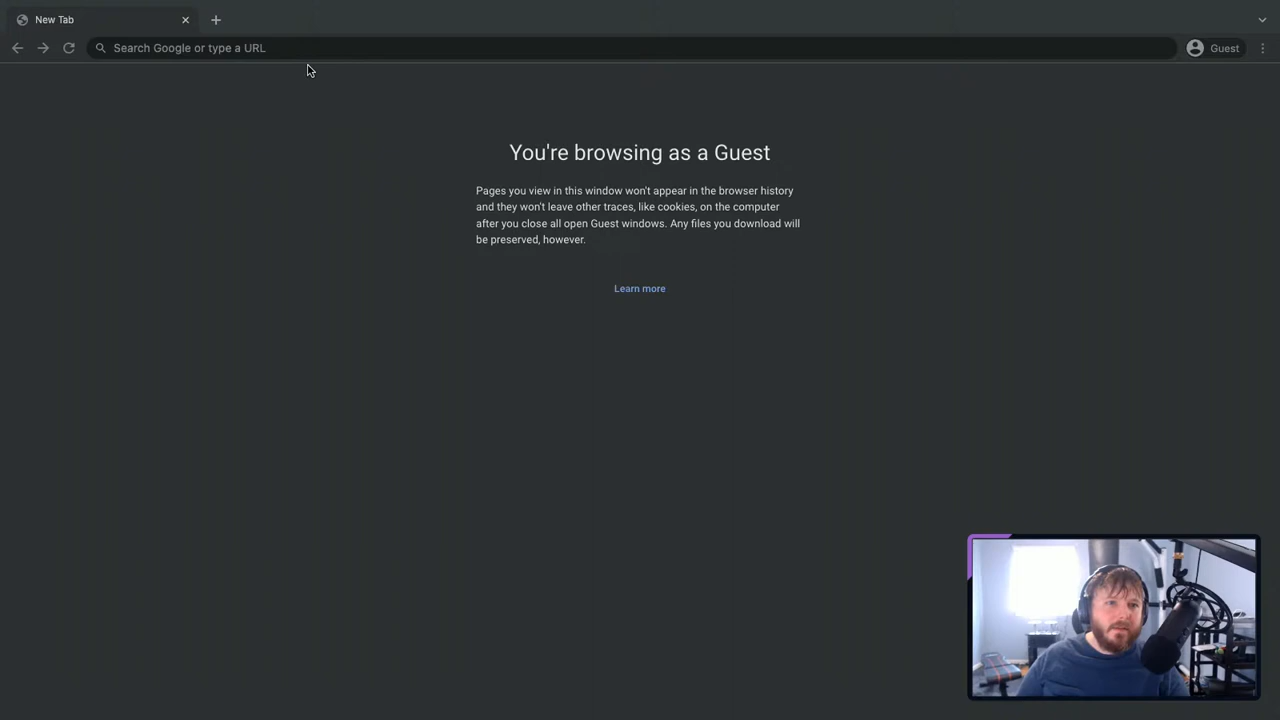 New Tab
Search Google or type a URL
Guest
You're browsing as a Guest
Pages you view in this window won't appear in the browser history
and they won't leave other traces, like cookies, on the computer
after you close all open Guest windows. Any files you download will
be preserved, however.
Learn more